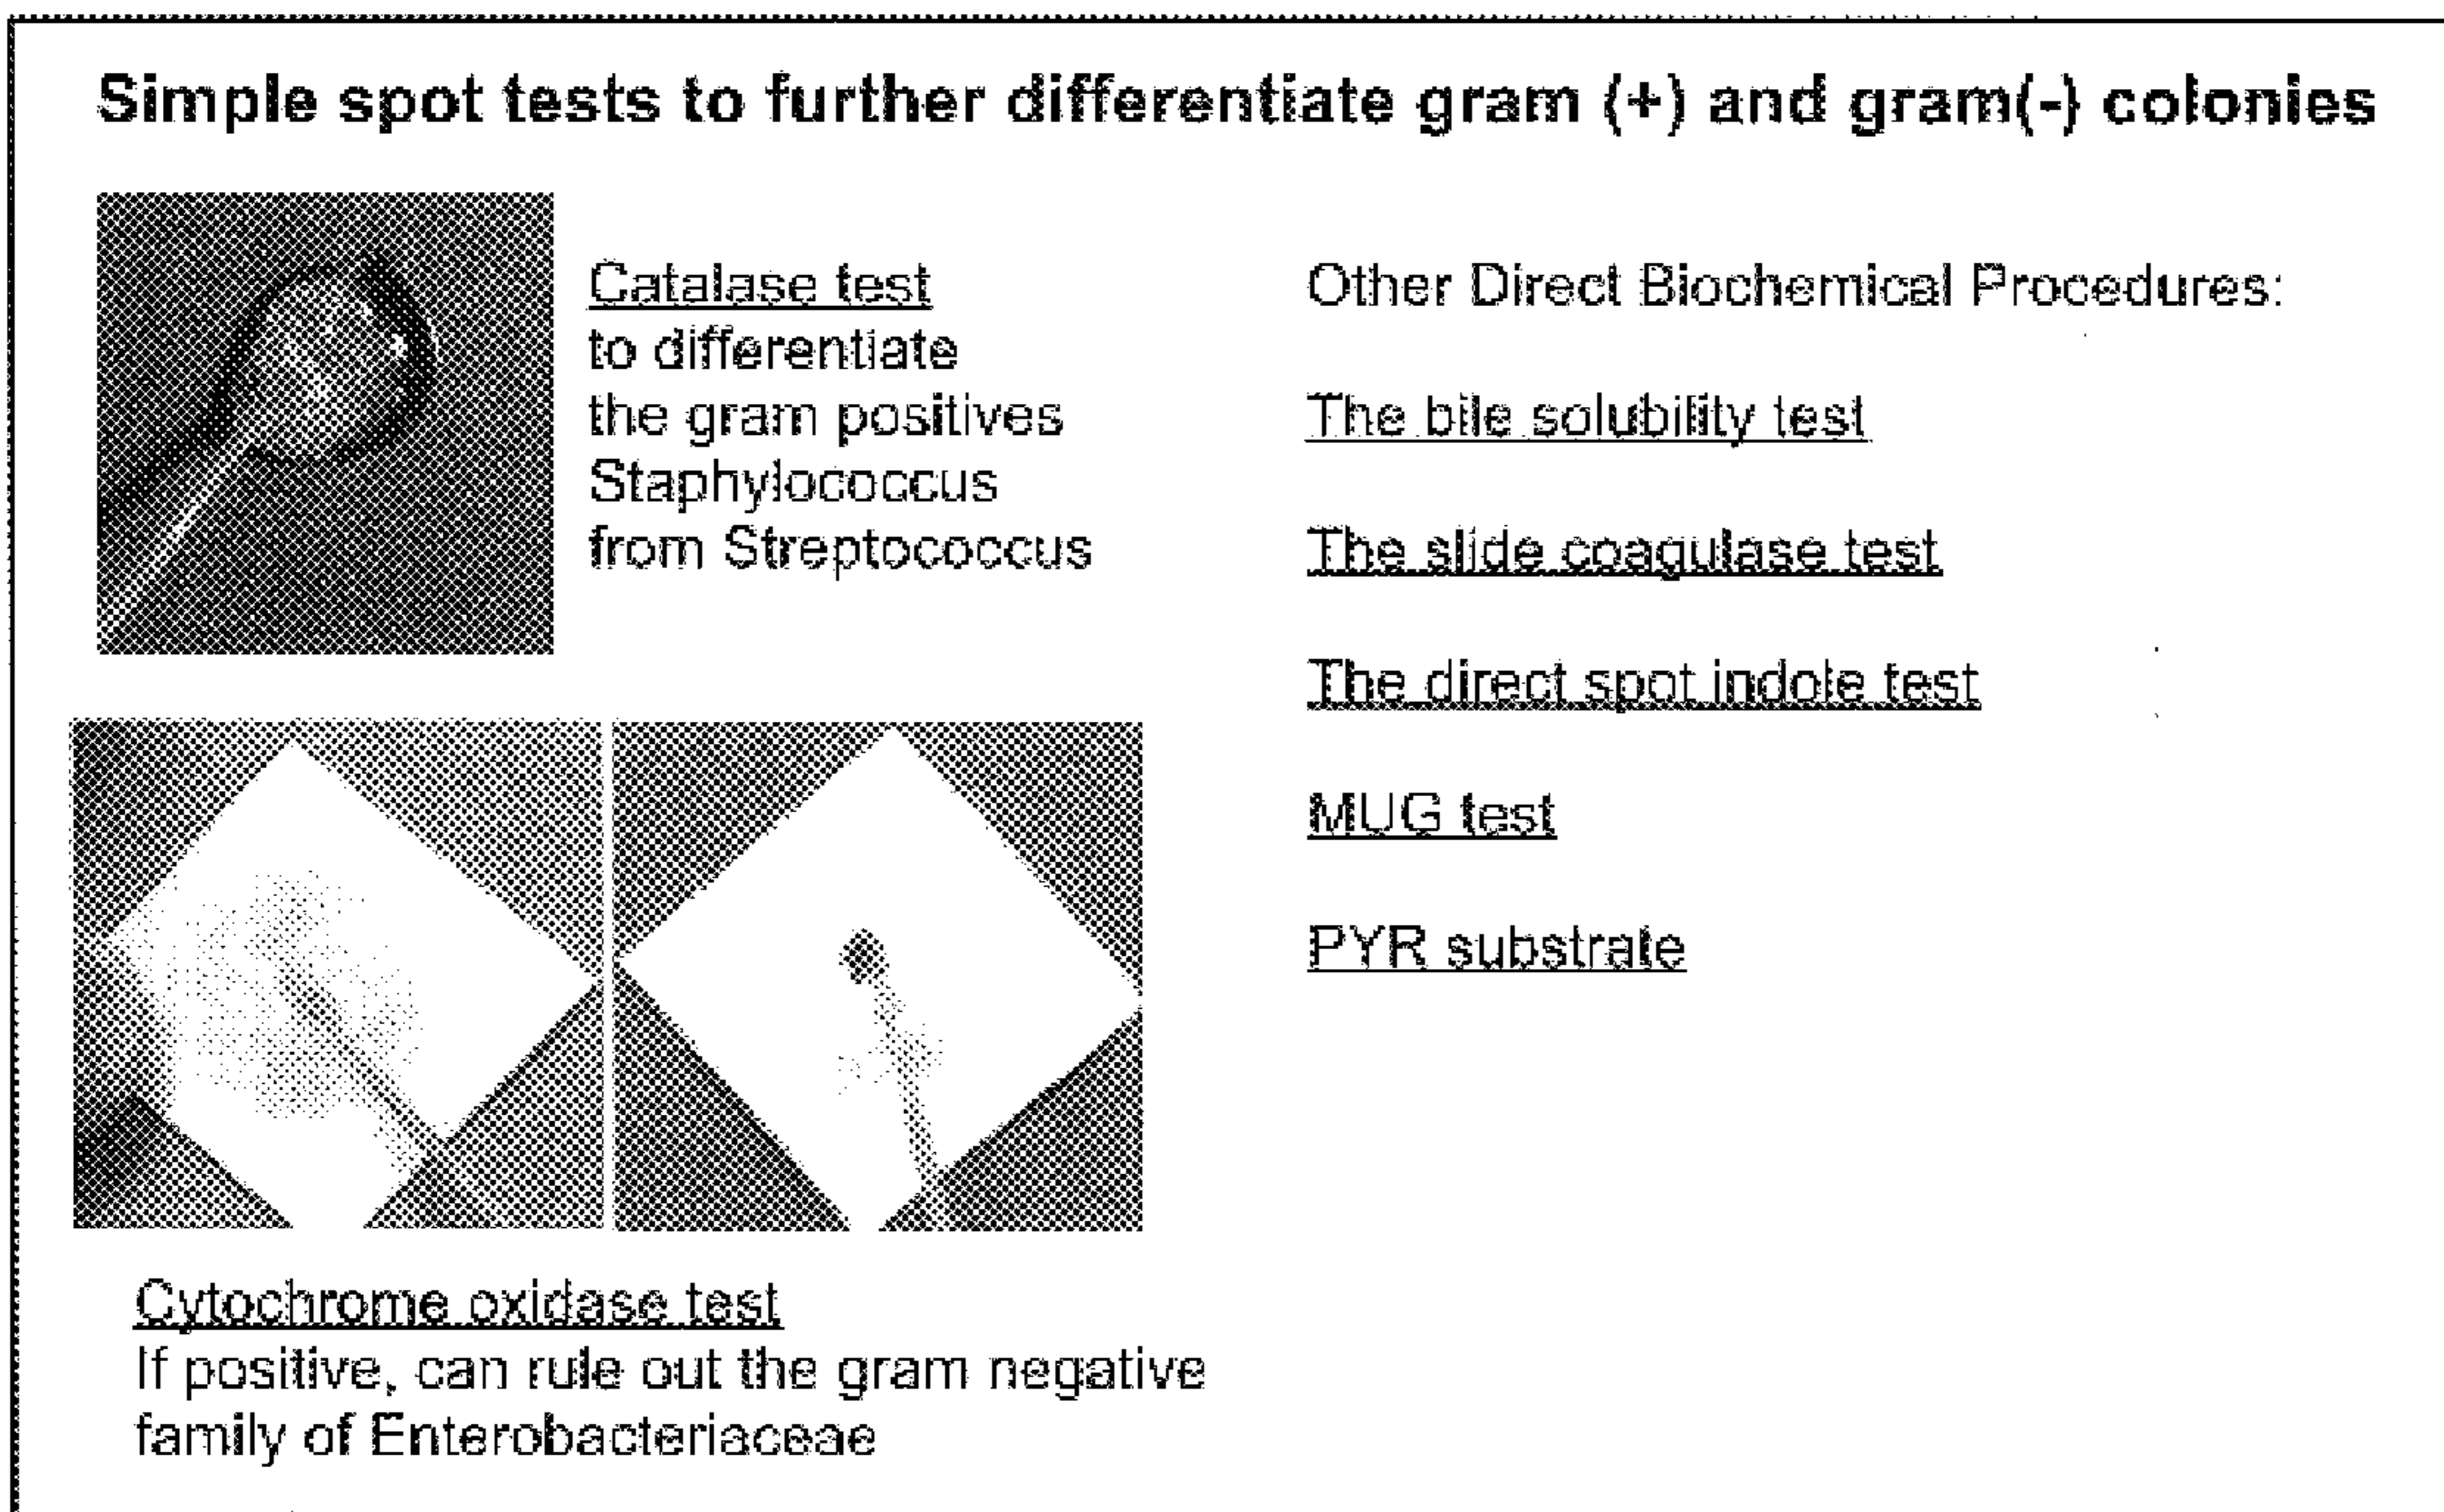 Simple spot tests to further differentiate gram (+) and gram(-) colonies
Catalase test
to differentiate
the gram positives
Staphylococcus
from Streptococcus
Cytochrome oxidase test
If positive, can rule out the gram negative
family of Enterobacteriaceae
Other Direct Biochemical Procedures:
The bile solubility test
The slide coagulase test
The direct spot indole test
MUG test
PYR substrate